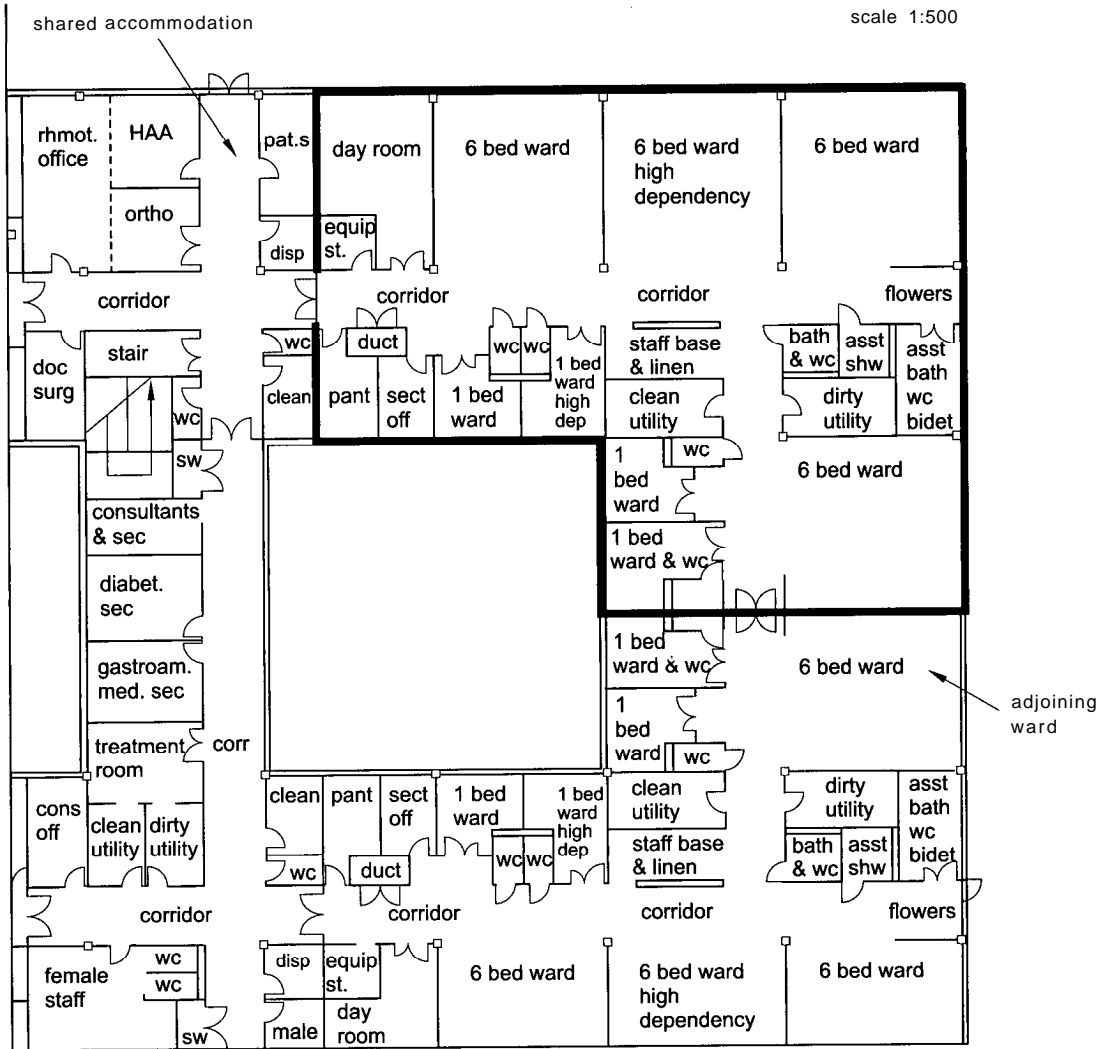 shared accommodation
scale 1:500
rhmot.
office
HAA
pat.s
day room
6 bed ward
6 bed ward
high
dependency
6 bed ward
ortho
disp
equip
st.
corridor
corridor
corridor
flowers
doc
surg
stair
wc
clean
duct
pant
sect
off
wc
wc
1 bed
ward
1 bed
ward
high
dep
staff base
& linen
clean
utility
bath
& wc
asst
shw
asst
bath
wc
bidet
dirty
utility
wc
sw
1
bed
ward
wc
6 bed ward
consultants
& sec
1 bed
ward & wc
diabet.
sec
gastroam.
med. sec
1 bed
ward & wc
6 bed ward
adjoining
ward
1
bed
ward
wc
treatment
room
corr
cons
off
clean
utility
dirty
utility
clean
wc
pant
sect
off
duct
1 bed
ward
wc
wc
1 bed
ward
high
dep
clean
utility
staff base
& linen
dirty
utility
bath
& wc
asst
shw
asst
bath
wc
bidet
corridor
corridor
corridor
flowers
female
staff
wc
wc
sw
disp
male
equip
st.
day
room
6 bed ward
6 bed ward
high
dependency
6 bed ward